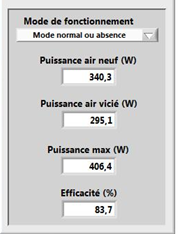 Mode de fonctionnement
Mode normal ou absence
Puissance air neuf (W)
340,3
Puissance air vicié (W)
295,1
Puissance max (W)
406,4
Efficacité (%)
83,7